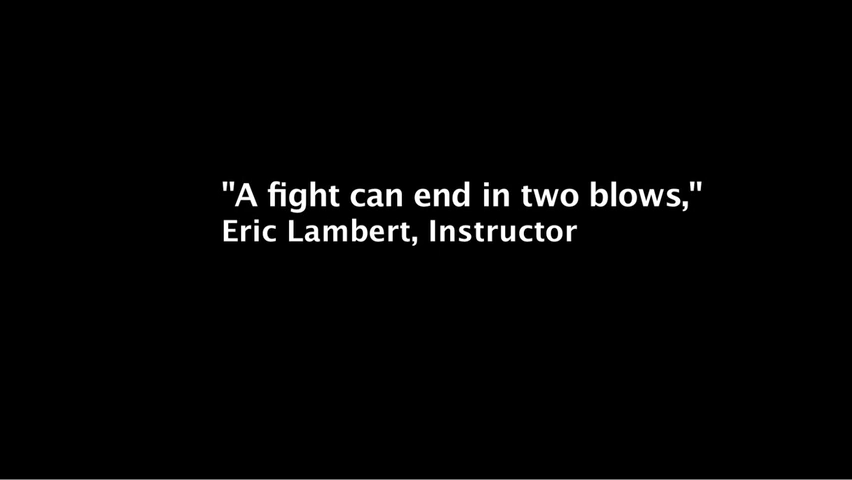 "A fight can end in two blows,"
Eric Lambert, Instructor